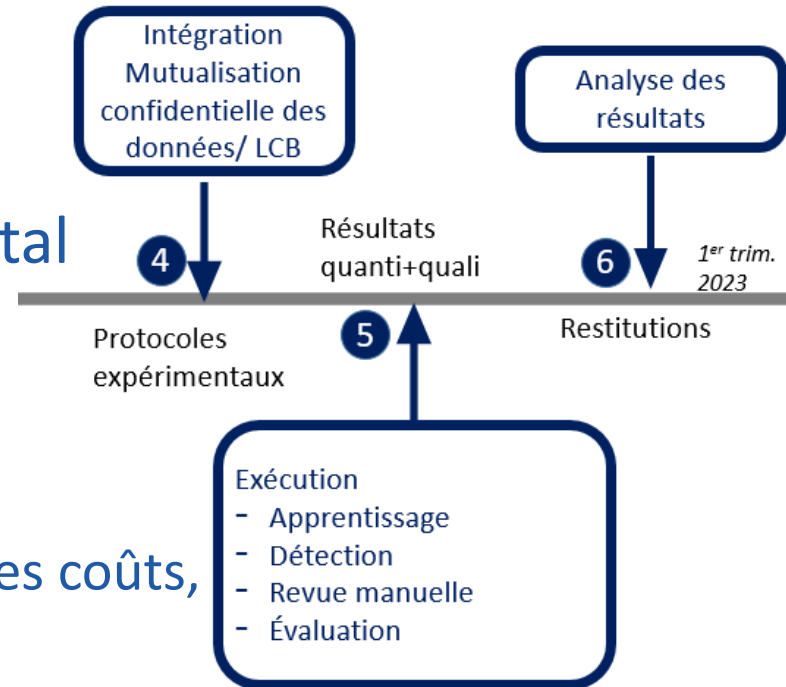 Intégration
Mutualisation
confidentielle des
données/ LCB
Analyse des
résultats
tal
4
Résultats
quanti+quali
6
1er trim.
2023
Protocoles
expérimentaux
5
Restitutions
es coûts,
Exécution
- Apprentissage
- Détection
- Revue manuelle
- Évaluation